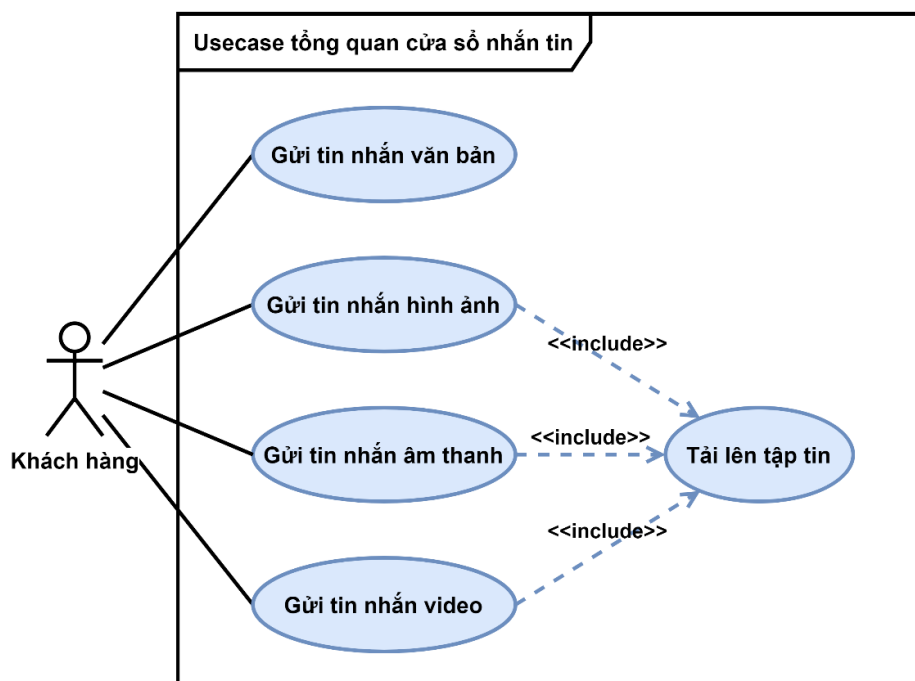 Usecase tổng quan cửa sổ nhắn tin
Gửi tin nhắn văn bản
Gửi tin nhắn hình ảnh
<<include>>
Khách hàng
Gửi tin nhắn âm thanh
<<include>>
Tải lên tập tin
<<include>>
Gửi tin nhắn video